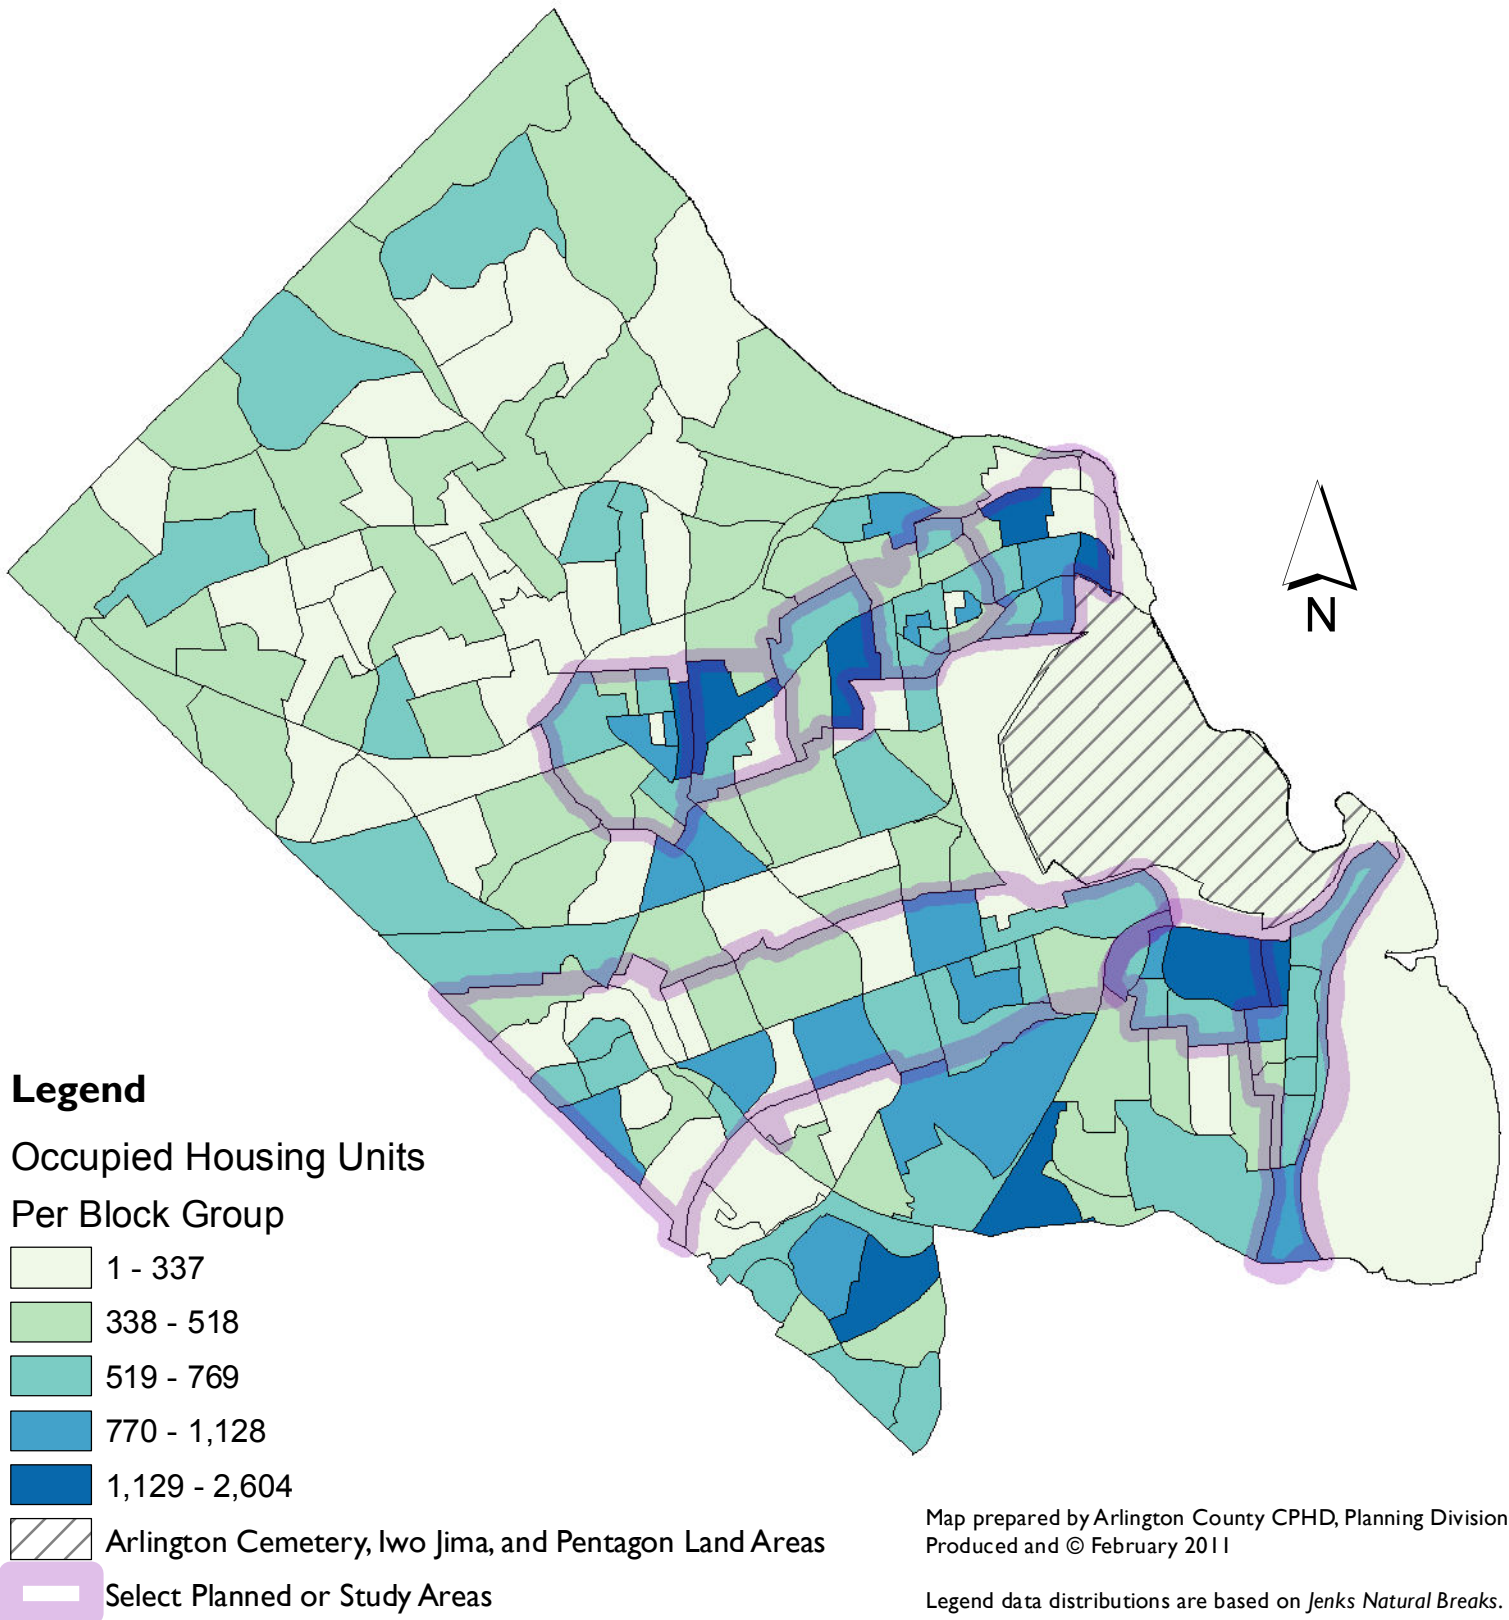 N
Legend
Occupied Housing Units
Per Block Group
1 - 337
338 - 518
519 - 769
770 - 1,128
1,129 - 2,604
Arlington Cemetery, Iwo Jima, and Pentagon Land Areas
Select Planned or Study Areas
Map prepared by Arlington County CPHD, Planning Division
Produced and © February 2011
Legend data distributions are based on Jenks Natural Breaks.